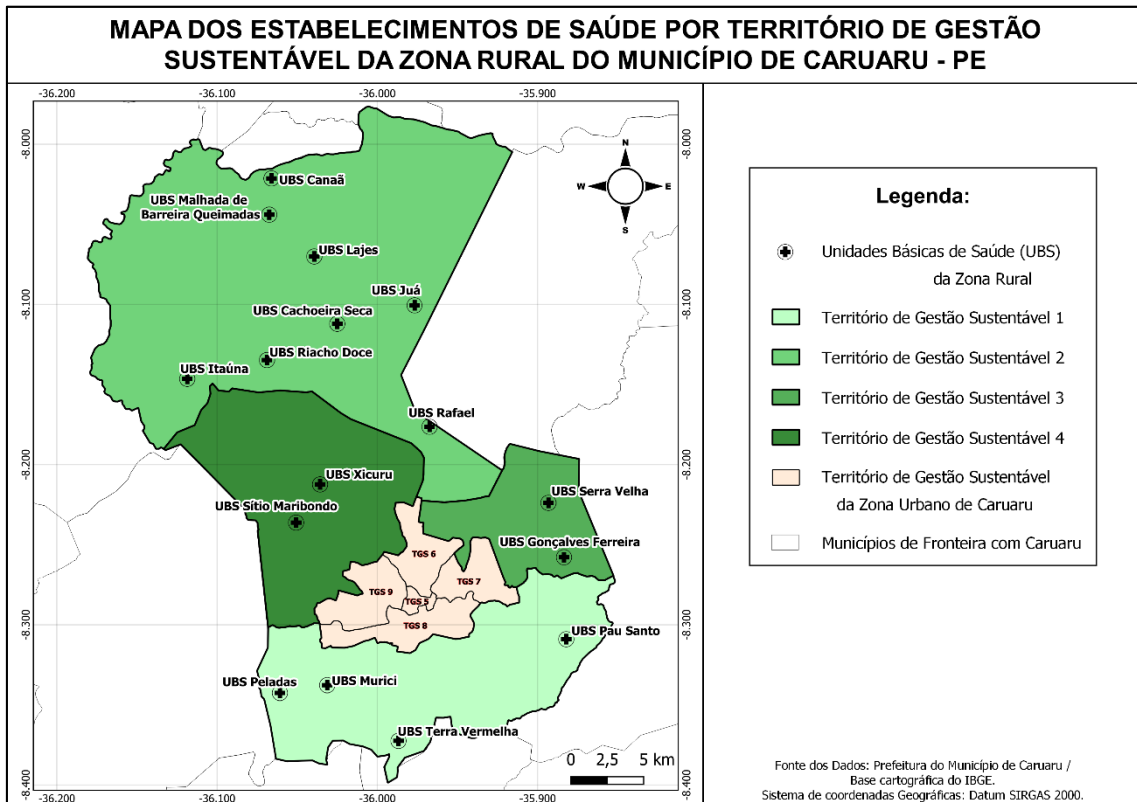 MAPA DOS ESTABELECIMENTOS DE SAÚDE POR TERRITÓRIO DE GESTÃO
SUSTENTÁVEL DA ZONA RURAL DO MUNICÍPIO DE CARUARU - PE
-36.200
-36.100
-36.000
-35.900
-8.000
-8.000
N
W
E
S
UBS Canaã
UBS Malhada de
Barreira Queimadas
UBS Lajes
UBS Juá
-8.100
-8.100
UBS Cachoeira Seca
UBS Riacho Doce
UBS Itaúna
UBS Rafael
-8.200
-8.200
UBS Xicuru
UBS Serra Velha
UBS Sítio Maribondo
UBS Gonçalves Ferreira
TGS 6
TGS 7
TGS 9
TGS 5
TGS 8
-8.300
-8.300
UBS Pau Santo
UBS Peladas
UBS Murici
UBS Terra Vermelha
0 2,5 5 km
-8.400
-8.400
-36.200
-36.100
-36.000
-35.900
Legenda:
Unidades Básicas de Saúde (UBS)
da Zona Rural
Território de Gestão Sustentável 1
Território de Gestão Sustentável 2
Território de Gestão Sustentável 3
Território de Gestão Sustentável 4
Território de Gestão Sustentável
da Zona Urbano de Caruaru
Municípios de Fronteira com Caruaru
Fonte dos Dados: Prefeitura do Município de Caruaru /
Base cartográfica do IBGE.
Sistema de coordenadas Geográficas: Datum SIRGAS 2000.